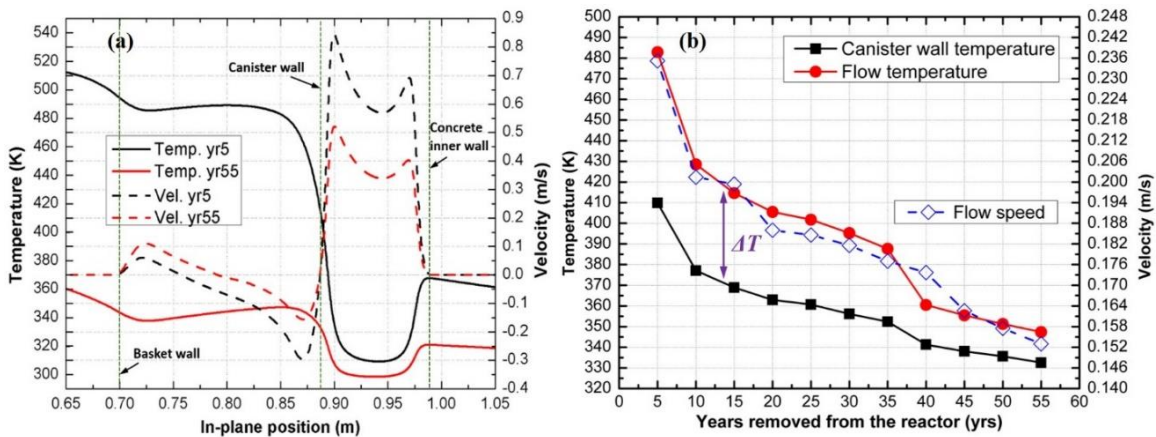 (a)
Canister wall
Concrete
inner wall
Temp. yr5
Temp. yr55
Vel. yr5
Vel. yr55
Basket wall
Temperature (K)
540
520
500
480
460
440
420
400
380
360
340
320
300
Velocity (m/s)
0.9
0.8
0.7
0.6
0.5
0.4
0.3
0.2
0.1
0.0
-0.1
-0.2
-0.3
-0.4
0.65 0.70 0.75 0.80 0.85 0.90 0.95 1.00 1.05
In-plane position (m)
(b)
Canister wall temperature
Flow temperature
Flow speed
ΔT
Temperature (K)
500
490
480
470
460
450
440
430
420
410
400
390
380
370
360
350
340
330
320
Velocity (m/s)
0.248
0.242
0.236
0.230
0.224
0.218
0.212
0.206
0.200
0.194
0.188
0.182
0.176
0.170
0.164
0.158
0.152
0.146
0.140
0 5 10 15 20 25 30 35 40 45 50 55 60
Years removed from the reactor (yrs)